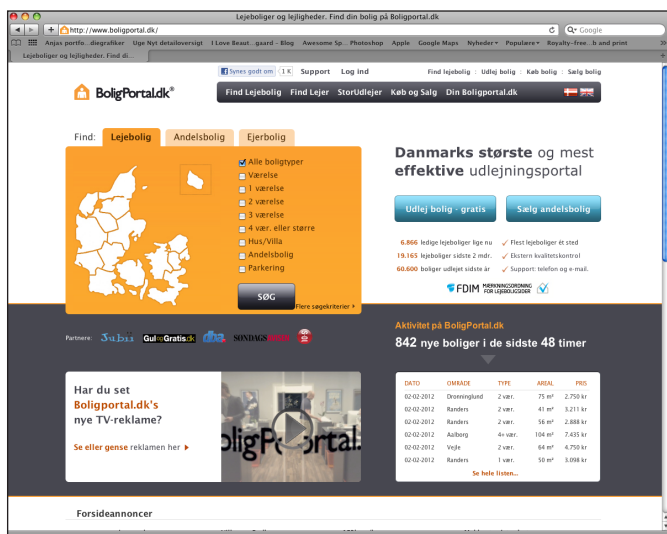 Lejeboliger og lejligheder. Find din bolig på Boligportal.dk
http://www.boligportal.dk/
Google
Anjas portfo...diografiker Uge Nyt detailoversigt I Love Beaut...gaard – Blog Awesome Sp... Photoshop Apple Google Maps Nyheder Populære Royalty-free...b and print
Lejeboliger og lejligheder. Find di...
Synes godt om 1 K Support Log ind Find lejebolig Udlej bolig Køb bolig Sælg bolig
BoligPortal.dk®
Find Lejebolig Find Lejer StorUdlejer Køb og Salg Din Boligportal.dk
Find: Lejebolig Andelsbolig Ejerbolig
Alle boligtyper
Værelse
1 værelse
2 værelse
3 værelse
4 vær. eller større
Hus/Villa
Andelsbolig
Parkering
SØG
Flere søgekriterier
Danmarks største og mest
effektive udlejningsportal
Udlej bolig - gratis Sælg andelsbolig
6.866 ledige lejeboliger lige nu Flest lejeboliger ét sted
19.165 lejeboliger sidste 2 mdr. Ekstern kvalitetskontrol
60.600 boliger udlejet sidste år Support: telefon og e-mail.
FDIM MÆRKNINGSORDNING
FOR LEJEBOLIGSIDER
Partnere: Jubii GulogGratis.dk dba SØNDAGS
Aktivitet på BoligPortal.dk
842 nye boliger i de sidste 48 timer
Har du set
Boligportal.dk's
nye TV-reklame?
Se eller gense reklamen her
DATO OMRÅDE TYPE AREAL PRIS
02-02-2012 Dronninglund 2 vær. 75 m² 2.750 kr
02-02-2012 Randers 2 vær. 41 m² 3.211 kr
02-02-2012 Randers 2 vær. 56 m² 2.888 kr
02-02-2012 Aalborg 4+ vær. 104 m² 7.435 kr
02-02-2012 Vejle 2 vær. 64 m² 4.750 kr
02-02-2012 Randers 1 vær. 50 m² 3.098 kr
Se hele listen...
Forsideannoncer